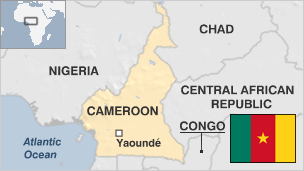 CHAD
NIGERIA
CENTRAL AFRICAN
REPUBLIC
CAMEROON
CONGO
Yaoundé
Atlantic
Ocean